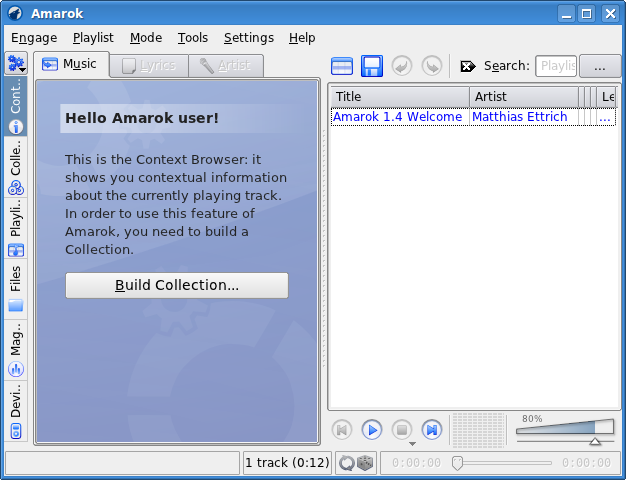 Amarok
Engage Playlist Mode Tools Settings Help
Music Lyrics Artist
Search: Playlis ...
Cont..
Colle..
Playli..
Files
Mag..
Devi..
Hello Amarok user!
This is the Context Browser: it
shows you contextual information
about the currently playing track.
In order to use this feature of
Amarok, you need to build a
Collection.
Build Collection...
Title Artist Le
Amarok 1.4 Welcome Matthias Ettrich ...
80%
1 track (0:12) 0:00:00 0:00:00